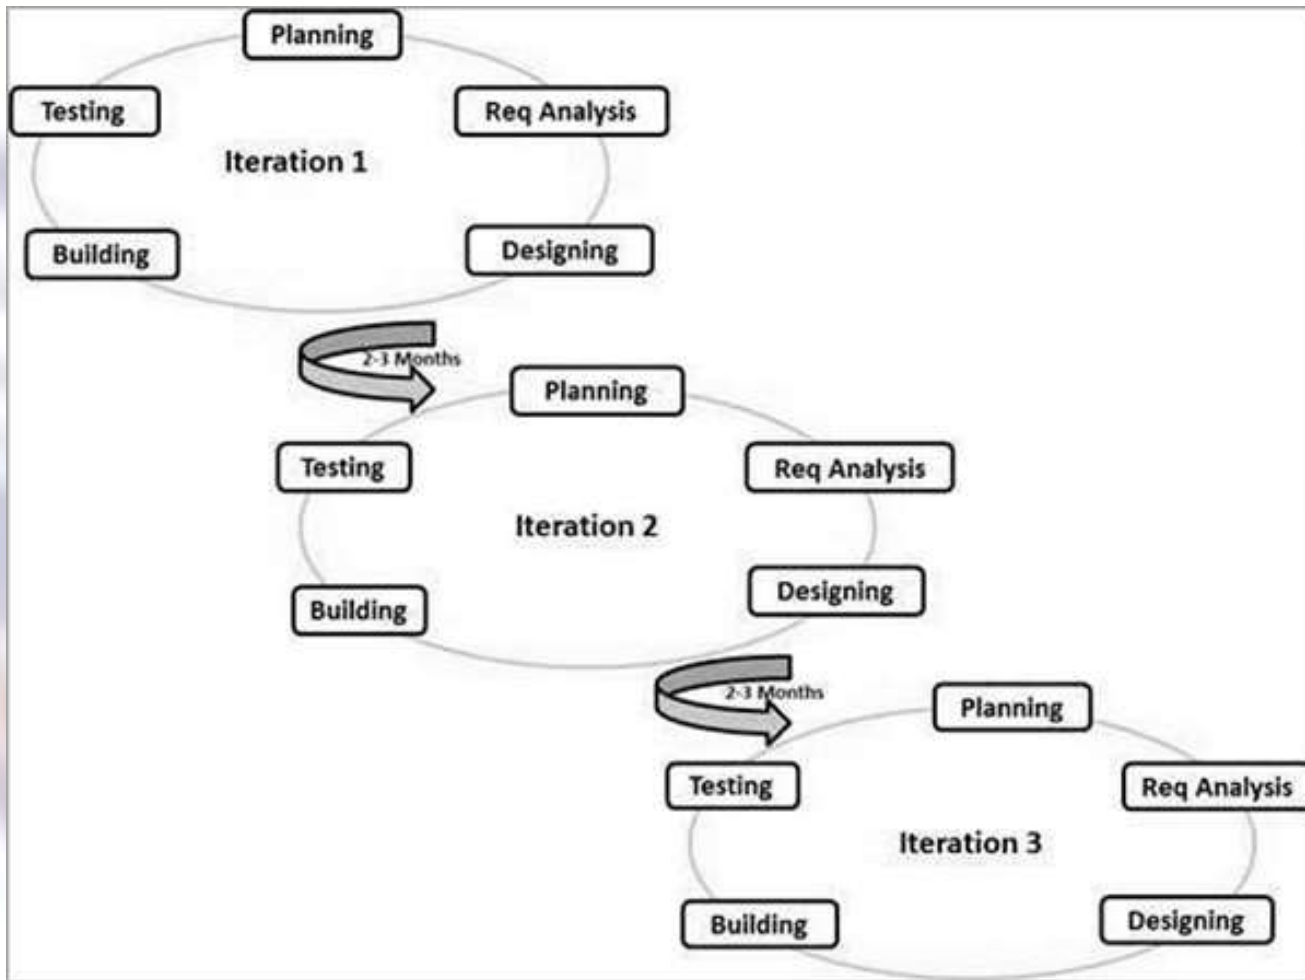 Planning
Testing
Req Analysis
Iteration 1
Building
Designing
2-3 Months
Planning
Testing
Req Analysis
Iteration 2
Building
Designing
2-3 Months
Planning
Testing
Req Analysis
Iteration 3
Building
Designing